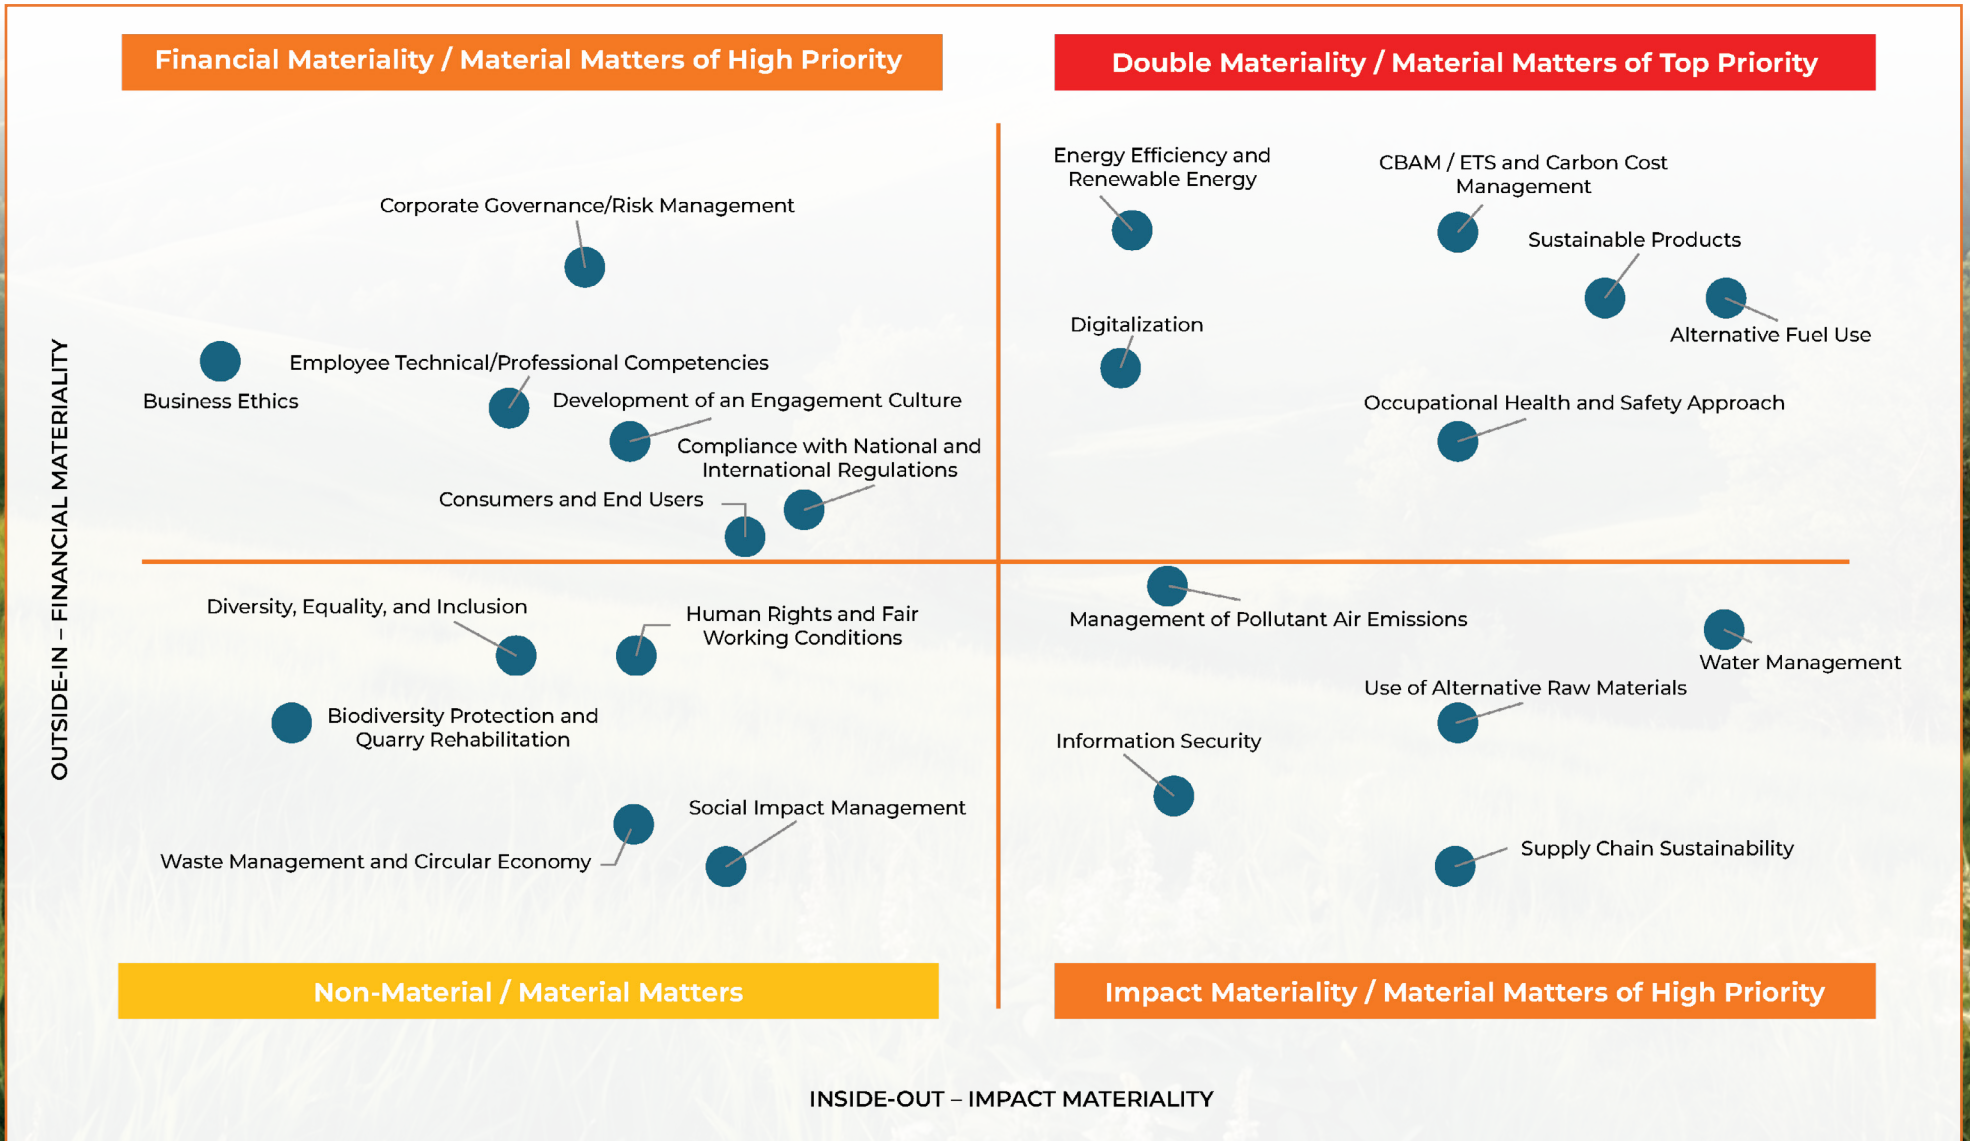 Financial Materiality / Material Matters of High Priority
Double Materiality / Material Matters of Top Priority
Energy Efficiency and
Renewable Energy
CBAM / ETS and Carbon Cost
Management
Corporate Governance/Risk Management
Sustainable Products
Digitalization
Alternative Fuel Use
Employee Technical/Professional Competencies
Business Ethics
Development of an Engagement Culture
Occupational Health and Safety Approach
Compliance with National and
International Regulations
Consumers and End Users
OUTSIDE-IN – FINANCIAL MATERIALITY
Diversity, Equality, and Inclusion
Human Rights and Fair
Working Conditions
Management of Pollutant Air Emissions
Water Management
Use of Alternative Raw Materials
Biodiversity Protection and
Quarry Rehabilitation
Information Security
Social Impact Management
Waste Management and Circular Economy
Supply Chain Sustainability
Non-Material / Material Matters
Impact Materiality / Material Matters of High Priority
INSIDE-OUT – IMPACT MATERIALITY